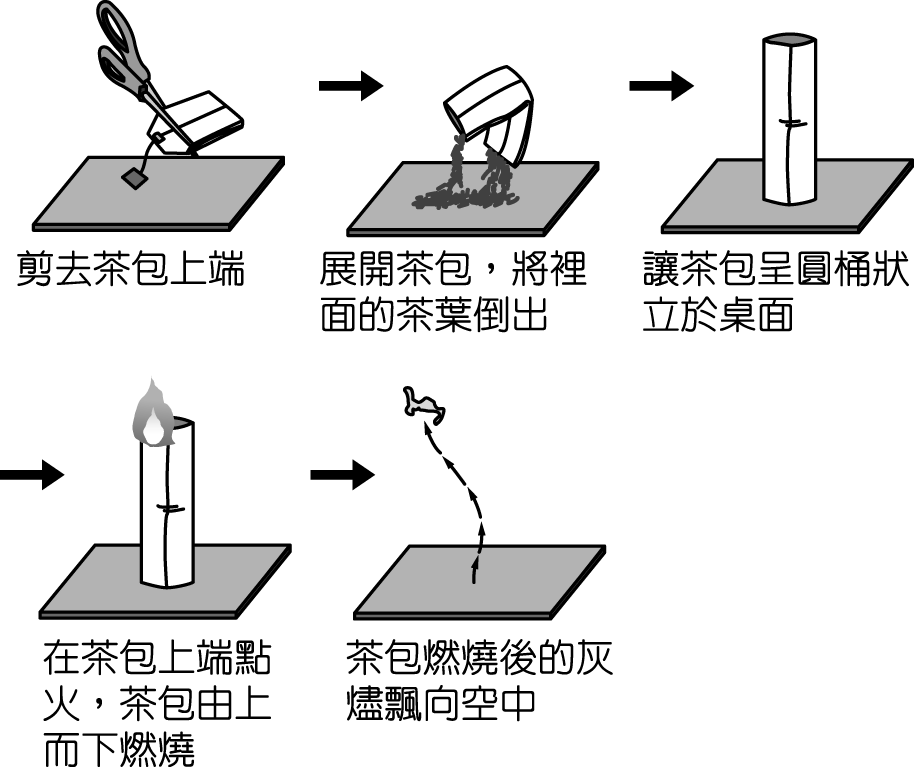 剪去茶包上端
展開茶包，將裡
面的茶葉倒出
讓茶包呈圓桶狀
立於桌面
在茶包上端點
火，茶包由上
而下燃燒
茶包燃燒後的灰
燼飄向空中